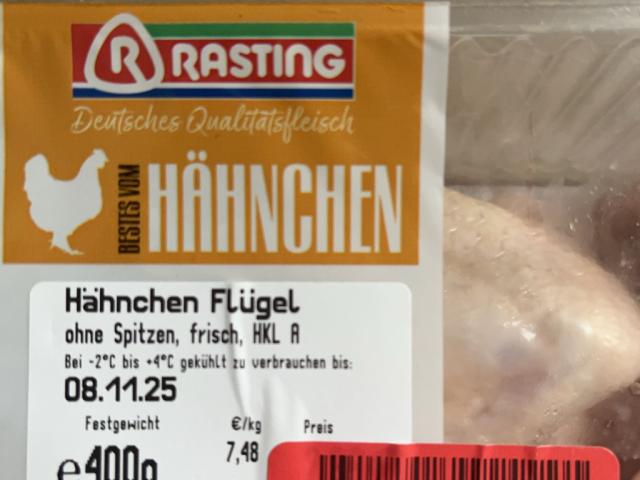 R RASTING
Deutsches Qualitätsfleisch
BESTES VOM
HÄHNCHEN
Hähnchen Flügel
ohne Spitzen, frisch, HKL A
Bei -2°C bis +4°C gekühlt zu verbrauchen bis:
08.11.25
Festgewicht €/kg Preis
e400g 7,48